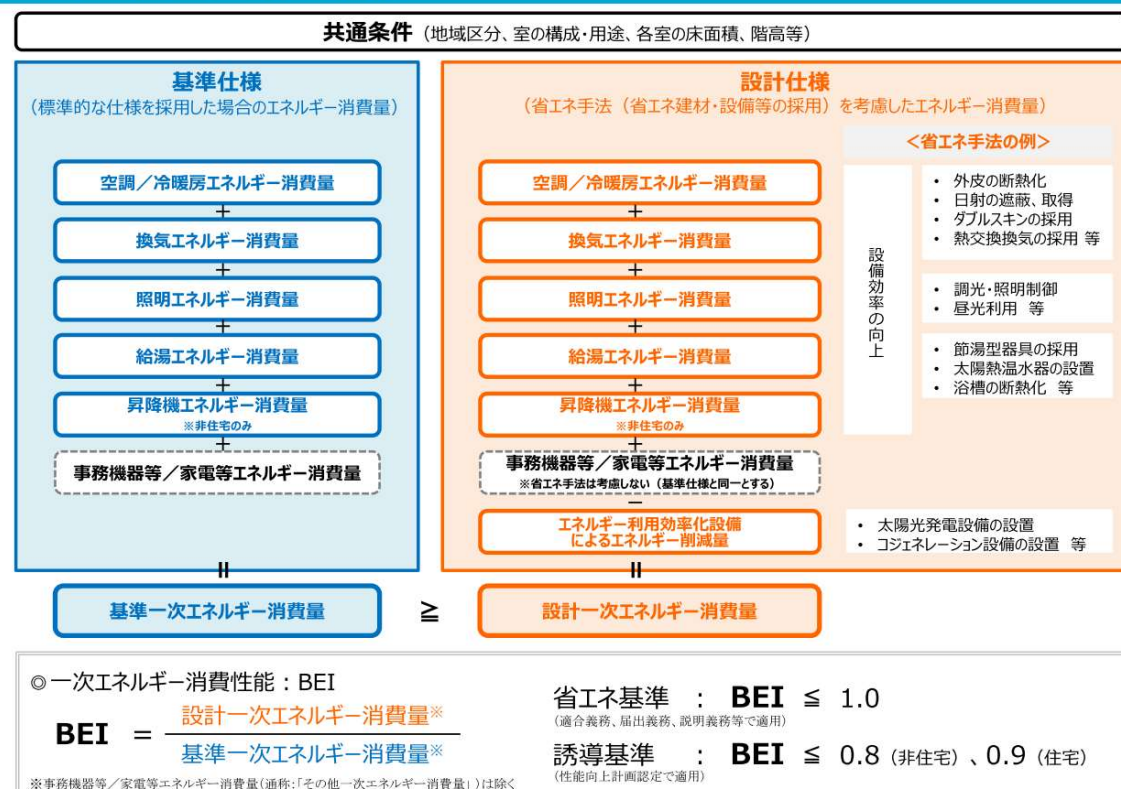 共通条件（地域区分、室の構成・用途、各室の床面積、階高等）
基準仕様
（標準的な仕様を採用した場合のエネルギー消費量）
空調／冷暖房エネルギー消費量
＋
換気エネルギー消費量
＋
照明エネルギー消費量
＋
給湯エネルギー消費量
＋
昇降機エネルギー消費量
※非住宅のみ
＋
事務機器等／家電等エネルギー消費量
＝
基準一次エネルギー消費量
≧
設計仕様
（省エネ手法（省エネ建材・設備等の採用）を考慮したエネルギー消費量）
空調／冷暖房エネルギー消費量
＋
換気エネルギー消費量
＋
照明エネルギー消費量
＋
給湯エネルギー消費量
＋
昇降機エネルギー消費量
※非住宅のみ
＋
事務機器等／家電等エネルギー消費量
※省エネ手法は考慮しない（基準仕様と同一とする）
－
エネルギー利用効率化設備
によるエネルギー削減量
＝
設計一次エネルギー消費量
＜省エネ手法の例＞
設備効率の向上
• 外皮の断熱化
• 日射の遮蔽、取得
• ダブルスキンの採用
• 熱交換換気の採用 等
• 調光・照明制御
• 昼光利用 等
• 節湯型器具の採用
• 太陽熱温水器の設置
• 浴槽の断熱化 等
• 太陽光発電設備の設置
• コジェネレーション設備の設置 等
◎一次エネルギー消費性能：BEI
BEI ＝
設計一次エネルギー消費量※
基準一次エネルギー消費量※
※事務機器等／家電等エネルギー消費量(通称:「その他一次エネルギー消費量」)は除く
省エネ基準 ： BEI ≦ 1.0
（適合義務、届出義務、説明義務等で適用）
誘導基準 ： BEI ≦ 0.8（非住宅）、0.9（住宅）
（性能向上計画認定で適用）